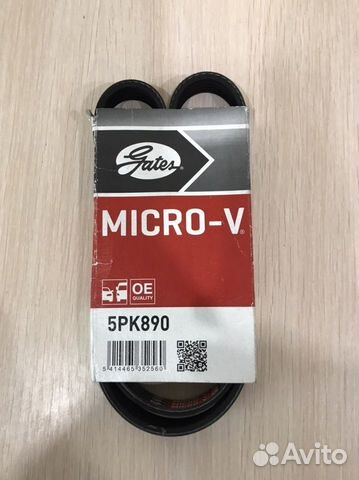 Gates
MICRO-V®
OE
QUALITY
5PK890
5 414465 352560
Avito